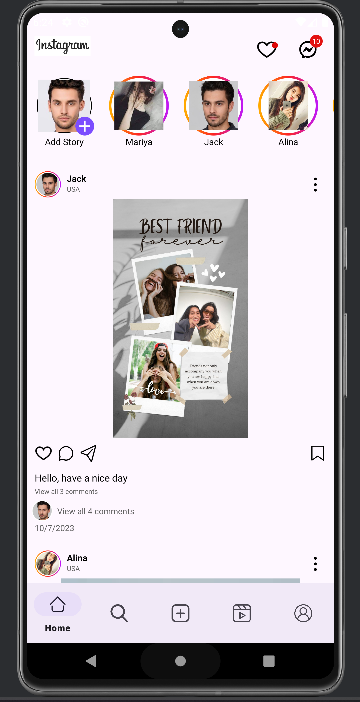 Instagram
10
Add Story
Mariya
Jack
Alina
Jack
USA
BEST FRIEND
forever
love
Hello, have a nice day
View all 3 comments
View all 4 comments
10/7/2023
Alina
USA
Home